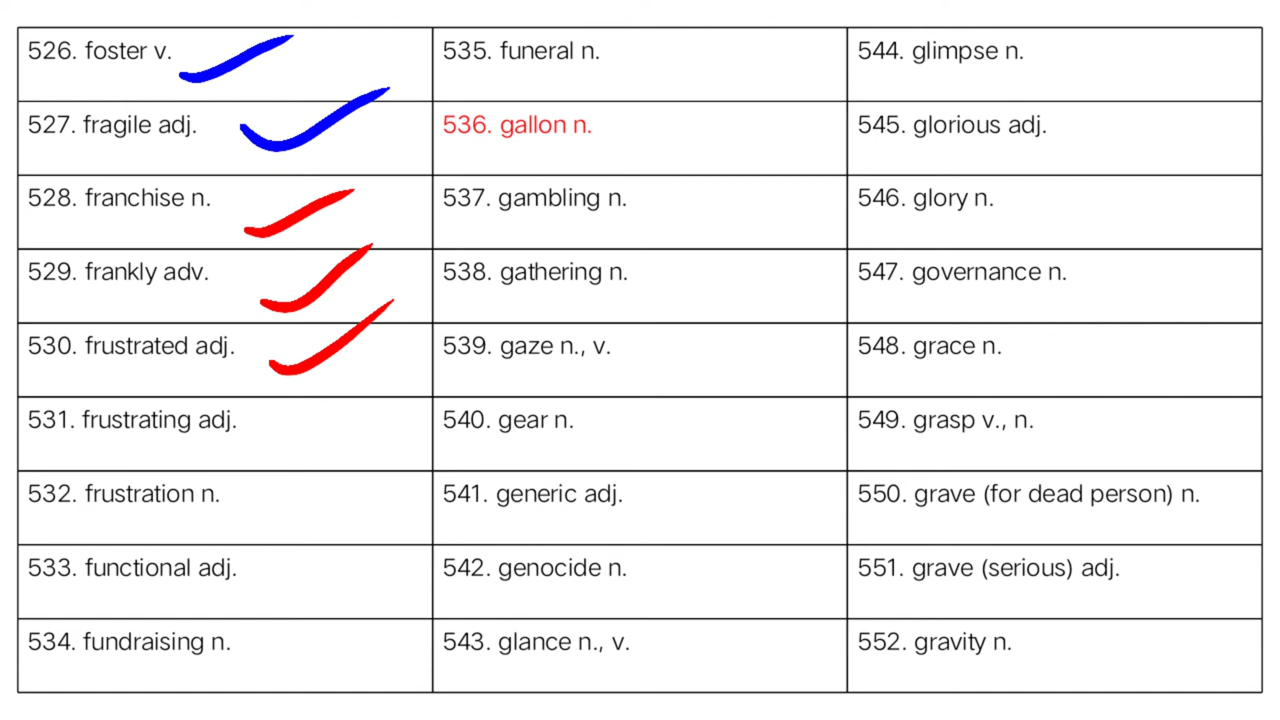 526. foster v.
527. fragile adj.
528. franchise n.
529. frankly adv.
530. frustrated adj.
531. frustrating adj.
532. frustration n.
533. functional adj.
534. fundraising n.
535. funeral n.
536. gallon n.
537. gambling n.
538. gathering n.
539. gaze n., v.
540. gear n.
541. generic adj.
542. genocide n.
543. glance n., v.
544. glimpse n.
545. glorious adj.
546. glory n.
547. governance n.
548. grace n.
549. grasp v., n.
550. grave (for dead person) n.
551. grave (serious) adj.
552. gravity n.